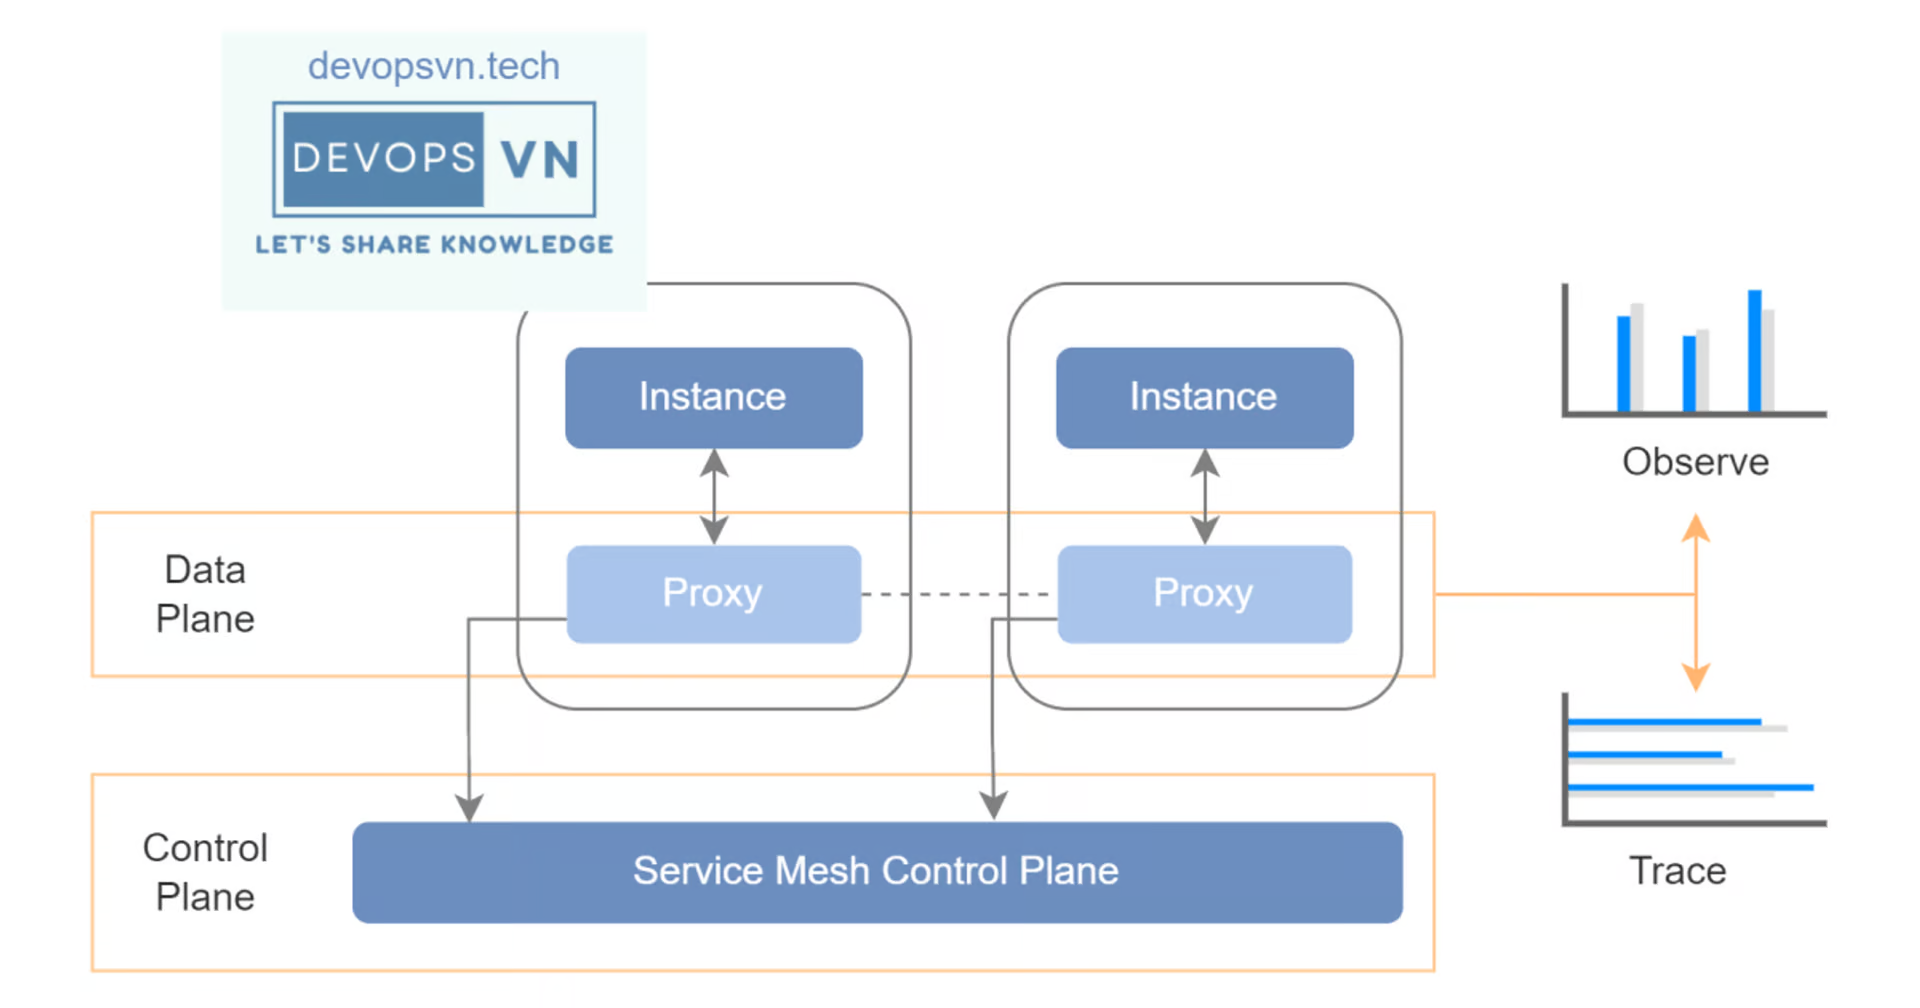 devopsvn.tech
DEVOPS VN
LET'S SHARE KNOWLEDGE
Instance
Instance
Observe
Data
Plane
Proxy
Proxy
Control
Plane
Service Mesh Control Plane
Trace